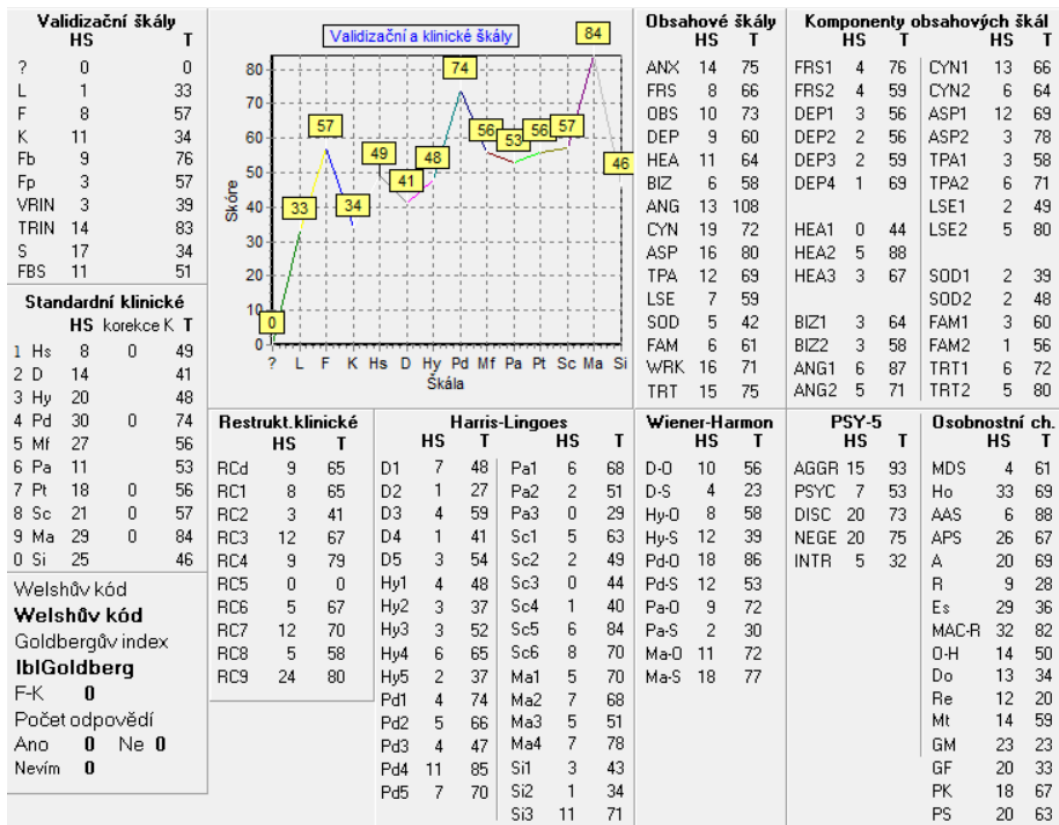 Validizační škály
HS T
? 0 0
L 1 33
F 8 57
K 11 34
Fb 9 76
Fp 3 57
VRIN 3 39
TRIN 14 83
S 17 34
FBS 11 51
Standardní klinické
HS korekce K T
1 Hs 8 0 49
2 D 14 41
3 Hy 20 48
4 Pd 30 0 74
5 Mf 27 56
6 Pa 11 53
7 Pt 18 0 56
8 Sc 21 0 57
9 Ma 29 0 84
0 Si 25 46
Welshův kód
Welshův kód
Goldbergův index
lblGoldberg
F-K 0
Počet odpovědí
Ano 0 Ne 0
Nevím 0
Validizační a klinické škály
Skóre
80
70
60
50
40
30
20
10
0
0 33 57 34 49 41 48 74 56 53 56 57 84 46
? L F K Hs D Hy Pd Mf Pa Pt Sc Ma Si
Škála
Obsahové škály
HS T
ANX 14 75
FRS 8 66
OBS 10 73
DEP 9 60
HEA 11 64
BIZ 6 58
ANG 13 108
CYN 19 72
ASP 16 80
TPA 12 69
LSE 7 59
SOD 5 42
FAM 6 61
WRK 16 71
TRT 15 75
Komponenty obsahových škál
HS T HS T
FRS1 4 76 CYN1 13 66
FRS2 4 59 CYN2 6 64
DEP1 3 56 ASP1 12 69
DEP2 2 56 ASP2 3 78
DEP3 2 59 TPA1 3 58
DEP4 1 69 TPA2 6 71
LSE1 2 49
HEA1 0 44 LSE2 5 80
HEA2 5 88
HEA3 3 67 SOD1 2 39
SOD2 2 48
BIZ1 3 64 FAM1 3 60
BIZ2 3 58 FAM2 1 56
ANG1 6 87 TRT1 6 72
ANG2 5 71 TRT2 5 80
Restrukt.klinické
HS T
RCd 9 65
RC1 8 65
RC2 3 41
RC3 12 67
RC4 9 79
RC5 0 0
RC6 5 67
RC7 12 70
RC8 5 58
RC9 24 80
Harris-Lingoes
HS T HS T
D1 7 48 Pa1 6 68
D2 1 27 Pa2 2 51
D3 4 59 Pa3 0 29
D4 1 41 Sc1 5 63
D5 3 54 Sc2 2 49
Hy1 4 48 Sc3 0 44
Hy2 3 37 Sc4 1 40
Hy3 3 52 Sc5 6 84
Hy4 6 65 Sc6 8 70
Hy5 2 37 Ma1 5 70
Pd1 4 74 Ma2 7 68
Pd2 5 66 Ma3 5 51
Pd3 4 47 Ma4 7 78
Pd4 11 85 Si1 3 43
Pd5 7 70 Si2 1 34
Si3 11 71
Wiener-Harmon
HS T
D-O 10 56
D-S 4 23
Hy-O 8 58
Hy-S 12 39
Pd-O 18 86
Pd-S 12 53
Pa-O 9 72
Pa-S 2 30
Ma-O 11 72
Ma-S 18 77
PSY-5
HS T
AGGR 15 93
PSYC 7 53
DISC 20 73
NEGE 20 75
INTR 5 32
Osobnostní ch.
HS T
MDS 4 61
Ho 33 69
AAS 6 88
APS 26 67
A 20 69
R 9 28
Es 29 36
MAC-R 32 82
O-H 14 50
Do 13 34
Re 12 20
Mt 14 59
GM 23 23
GF 20 33
PK 18 67
PS 20 63